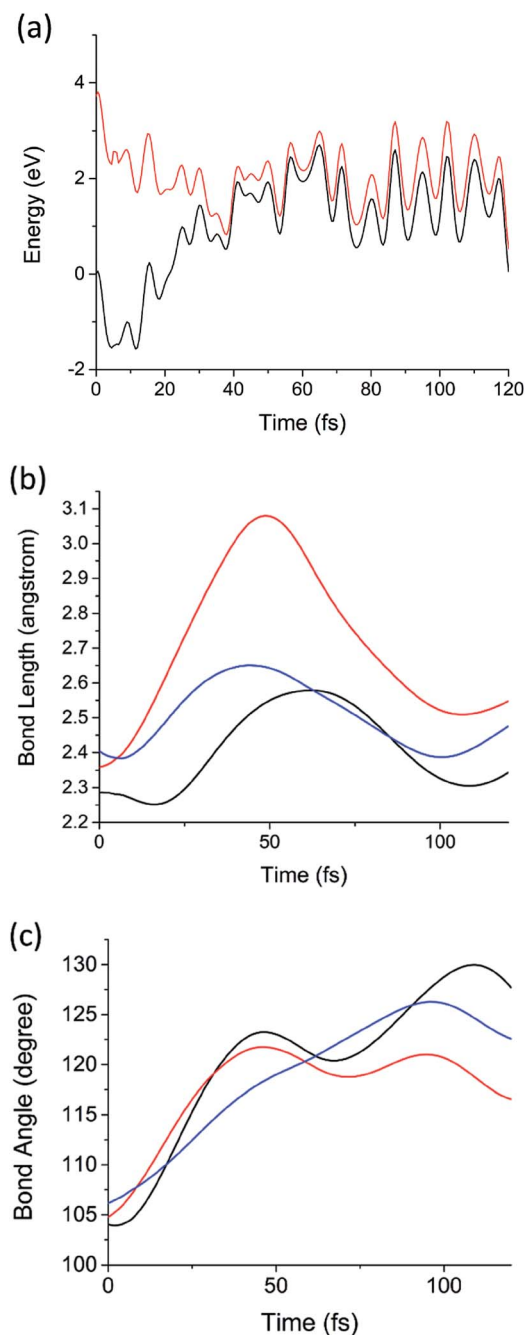 (a)
4
2
0
-2
Energy (eV)
0 20 40 60 80 100 120
Time (fs)
(b)
3.1
3.0
2.9
2.8
2.7
2.6
2.5
2.4
2.3
2.2
Bond Length (angstrom)
0 50 100
Time (fs)
(c)
130
125
120
115
110
105
100
Bond Angle (degree)
0 50 100
Time (fs)